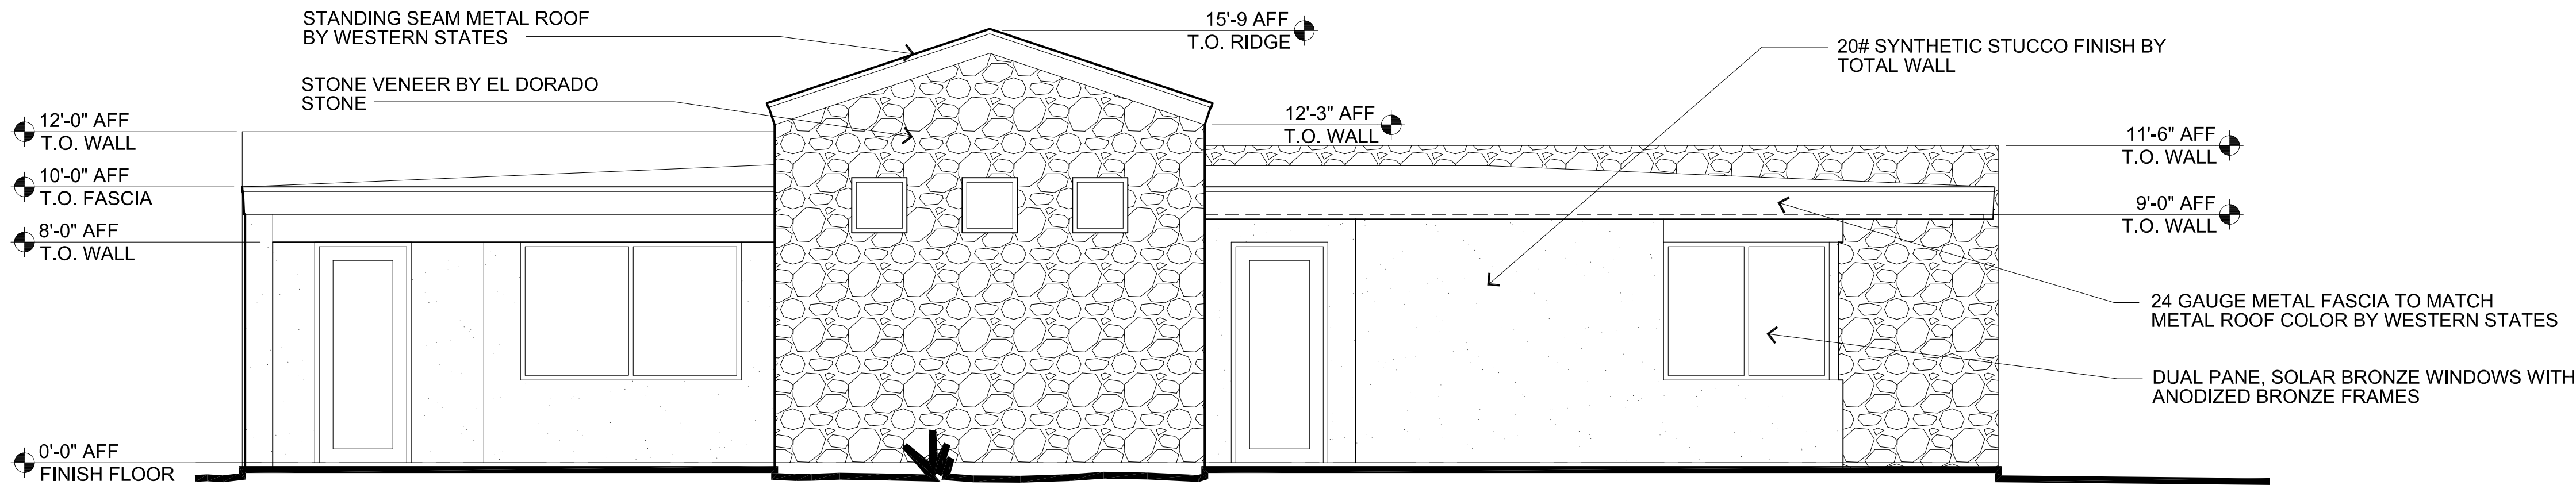 STANDING SEAM METAL ROOF
BY WESTERN STATES
STONE VENEER BY EL DORADO
STONE
12'-0" AFF
T.O. WALL
10'-0" AFF
T.O. FASCIA
8'-0" AFF
T.O. WALL
0'-0" AFF
FINISH FLOOR
15'-9 AFF
T.O. RIDGE
12'-3" AFF
T.O. WALL
20# SYNTHETIC STUCCO FINISH BY
TOTAL WALL
11'-6" AFF
T.O. WALL
9'-0" AFF
T.O. WALL
24 GAUGE METAL FASCIA TO MATCH
METAL ROOF COLOR BY WESTERN STATES
DUAL PANE, SOLAR BRONZE WINDOWS WITH
ANODIZED BRONZE FRAMES